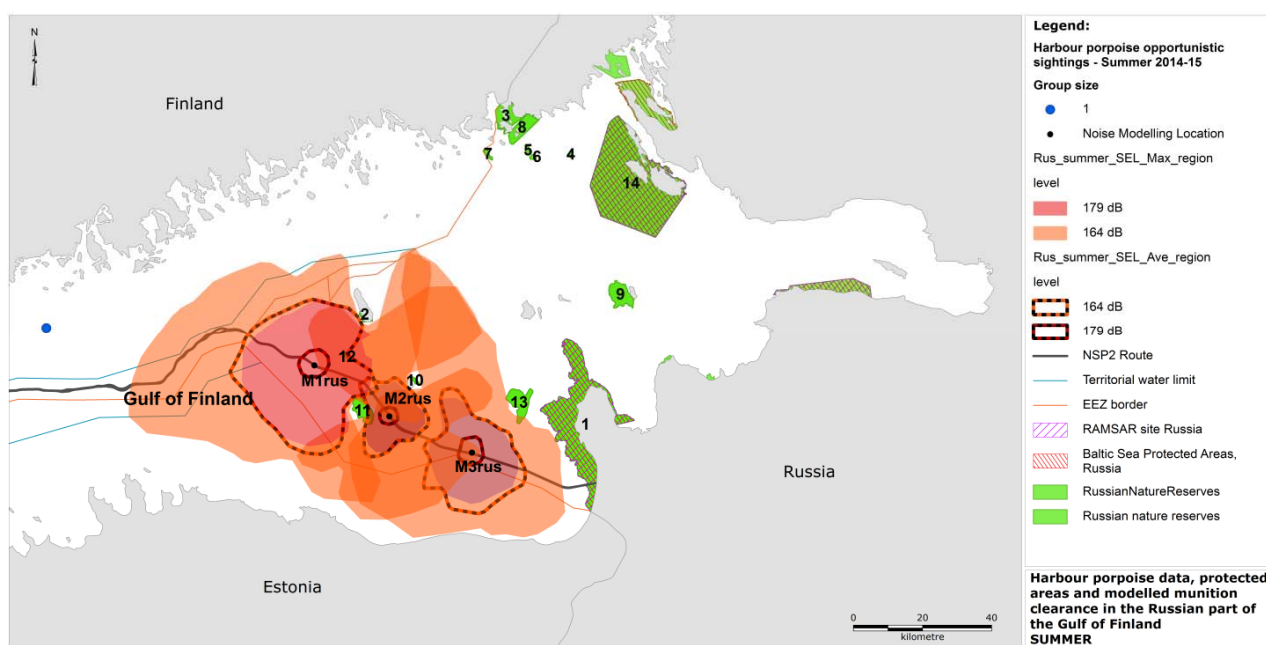 N
Finland
3
8
7
5
6
4
14
9
2
12
M1rus
Gulf of Finland
10
M2rus
11
13
1
M3rus
Russia
Estonia
0 20 40
kilometre
Legend:
Harbour porpoise opportunistic
sightings - Summer 2014-15
Group size
1
Noise Modelling Location
Rus_summer_SEL_Max_region
level
179 dB
164 dB
Rus_summer_SEL_Ave_region
level
164 dB
179 dB
NSP2 Route
Territorial water limit
EEZ border
RAMSAR site Russia
Baltic Sea Protected Areas,
Russia
RussianNatureReserves
Russian nature reserves
Harbour porpoise data, protected
areas and modelled munition
clearance in the Russian part of
the Gulf of Finland
SUMMER